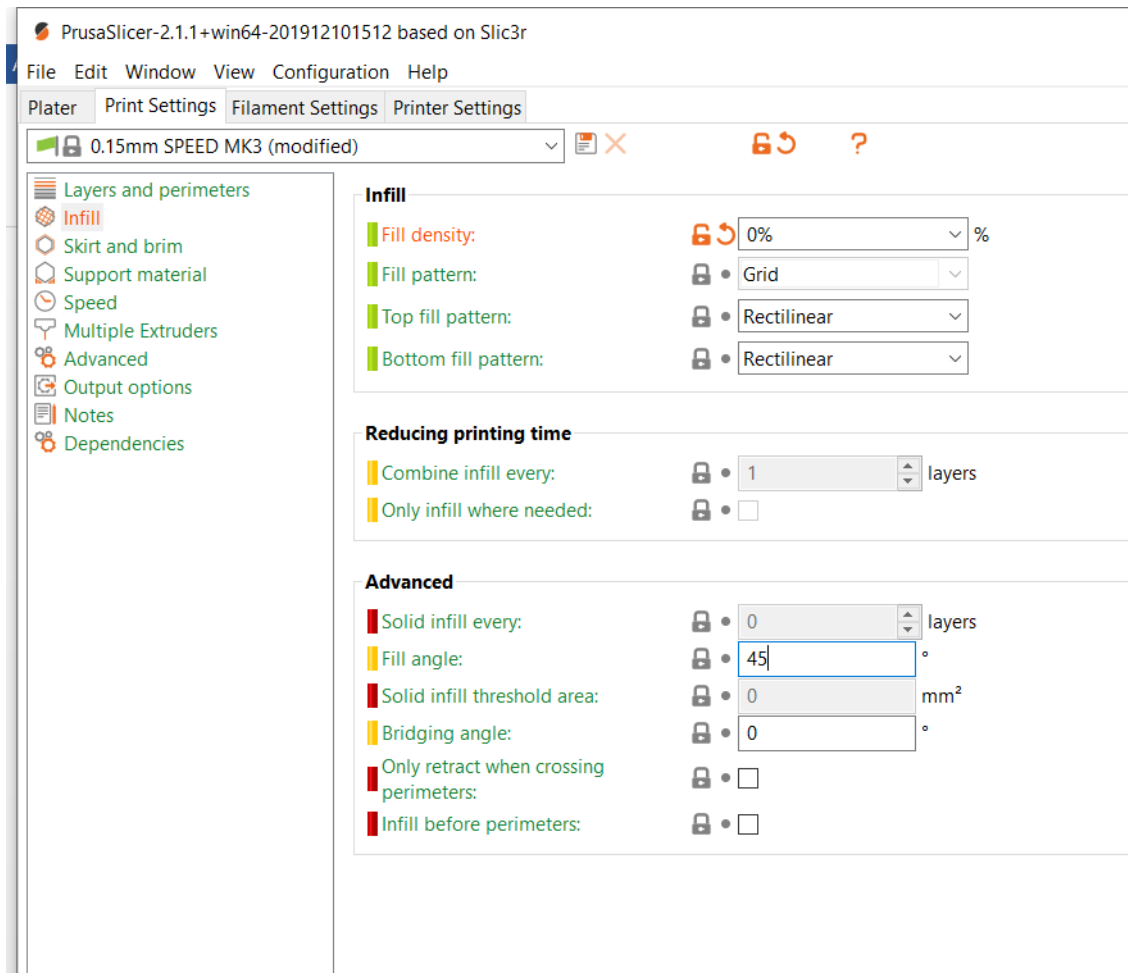 PrusaSlicer-2.1.1+win64-201912101512 based on Slic3r
File Edit Window View Configuration Help
Plater Print Settings Filament Settings Printer Settings
0.15mm SPEED MK3 (modified) ?
Layers and perimeters
Infill
Skirt and brim
Support material
Speed
Multiple Extruders
Advanced
Output options
Notes
Dependencies
Infill
Fill density: 0% %
Fill pattern: Grid
Top fill pattern: Rectilinear
Bottom fill pattern: Rectilinear
Reducing printing time
Combine infill every: 1 layers
Only infill where needed:
Advanced
Solid infill every: 0 layers
Fill angle: 45 °
Solid infill threshold area: 0 mm²
Bridging angle: 0 °
Only retract when crossing
perimeters:
Infill before perimeters: